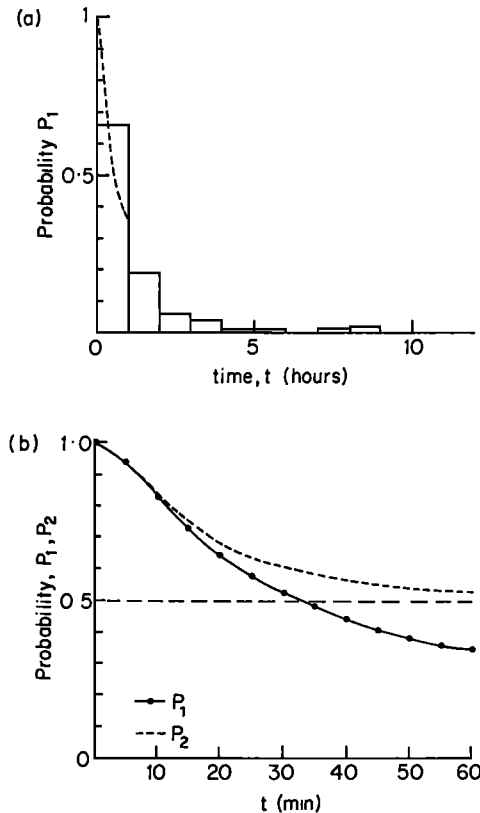 (a)
1
0·5
0
Probability P1
0 5 10
time, t (hours)
(b)
1·0
0 5
0
Probability, P1, P2
P1
P2
10 20 30 40 50 60
t (min)